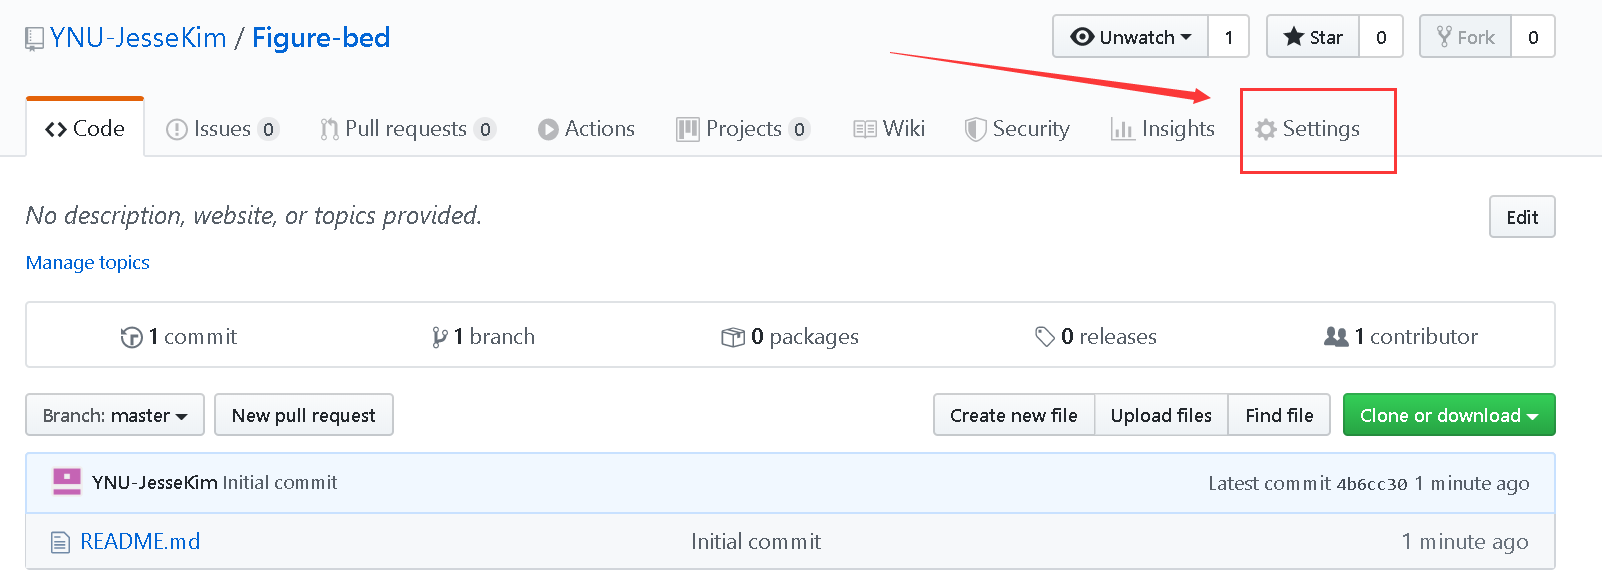 YNU-JesseKim / Figure-bed
Unwatch 1 Star 0 Fork 0
Code Issues 0 Pull requests 0 Actions Projects 0 Wiki Security Insights Settings
No description, website, or topics provided.
Edit
Manage topics
1 commit 1 branch 0 packages 0 releases 1 contributor
Branch: master New pull request Create new file Upload files Find file Clone or download
YNU-JesseKim Initial commit Latest commit 4b6cc30 1 minute ago
README.md Initial commit 1 minute ago